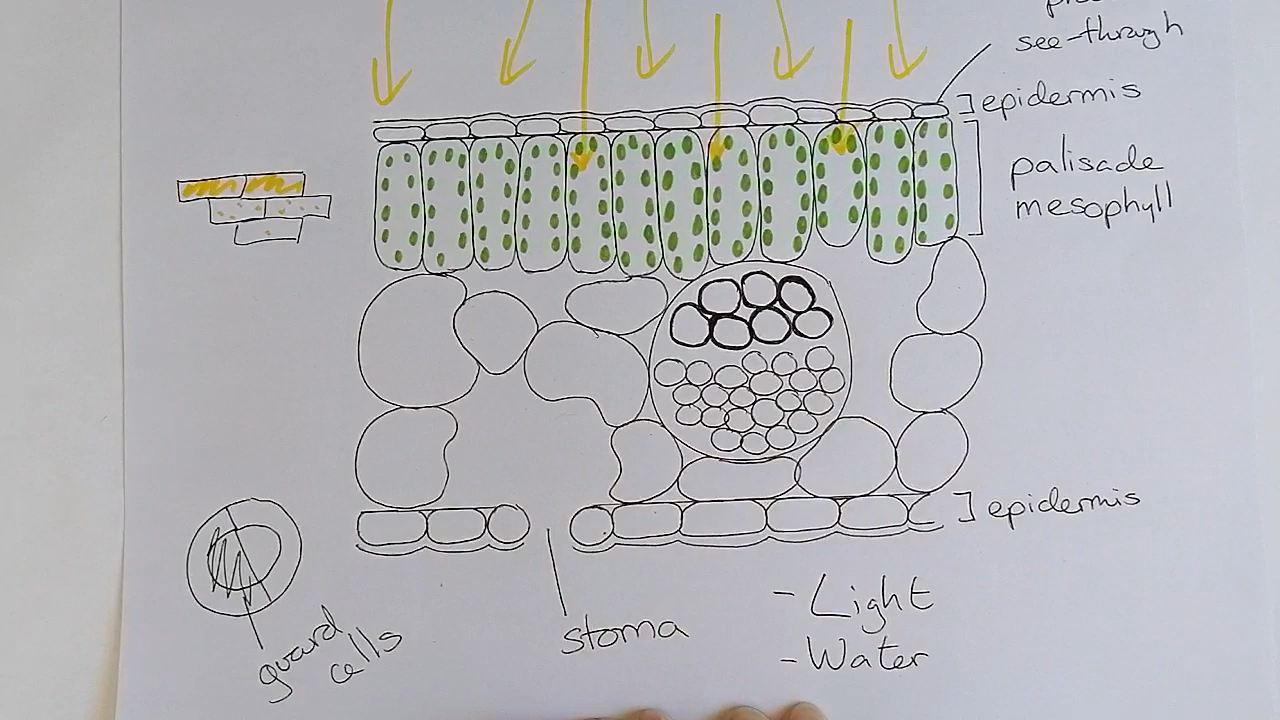 see-through
epidermis
palisade
mesophyll
epidermis
guard
cells
stoma
- Light
- Water